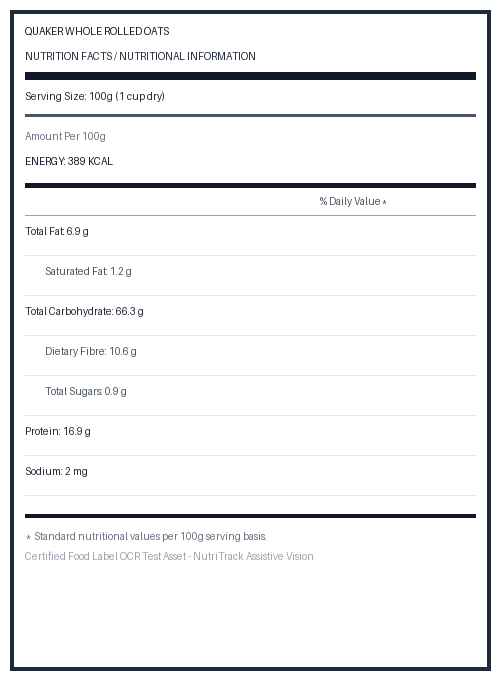 QUAKER WHOLE ROLLED OATS
NUTRITION FACTS / NUTRITIONAL INFORMATION
Serving Size: 100g (1 cup dry)
Amount Per 100g
ENERGY: 389 KCAL
% Daily Value *
Total Fat: 6.9 g
Saturated Fat: 1.2 g
Total Carbohydrate: 66.3 g
Dietary Fibre: 10.6 g
Total Sugars: 0.9 g
Protein: 16.9 g
Sodium: 2 mg
* Standard nutritional values per 100g serving basis.
Certified Food Label OCR Test Asset - NutriTrack Assistive Vision